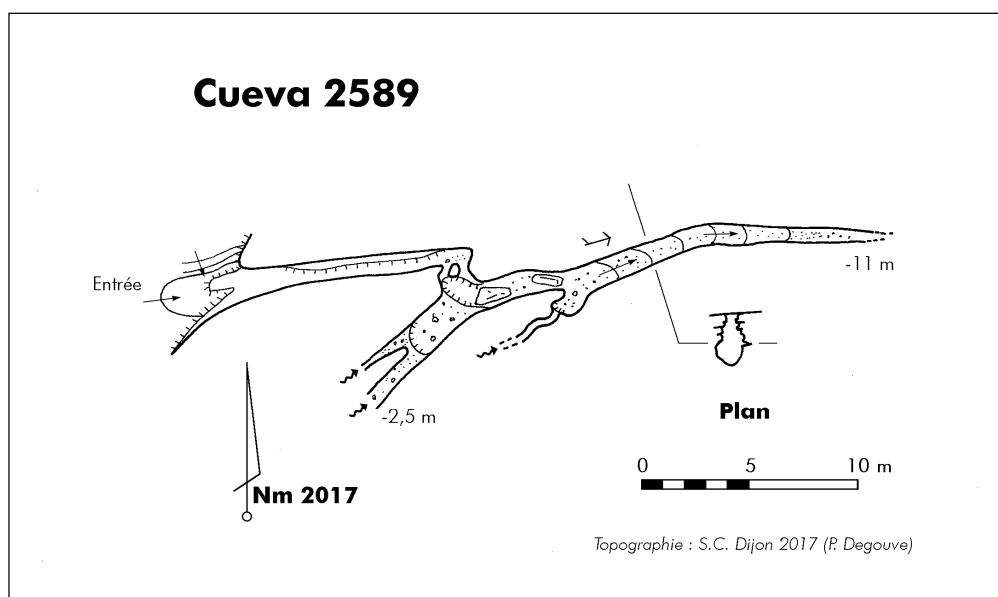 Cueva 2589
Entrée
-11 m
-2,5 m
Plan
0 5 10 m
Nm 2017
Topographie : S.C. Dijon 2017 (P. Degouve)